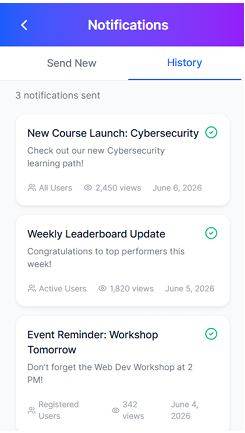 Notifications
Send New
History
3 notifications sent
New Course Launch: Cybersecurity
Check out our new Cybersecurity
learning path!
All Users 2,450 views June 6, 2026
Weekly Leaderboard Update
Congratulations to top performers this
week!
Active Users 1,820 views June 5, 2026
Event Reminder: Workshop
Tomorrow
Don't forget the Web Dev Workshop at 2
PM!
Registered 342 June 4,
Users views 2026